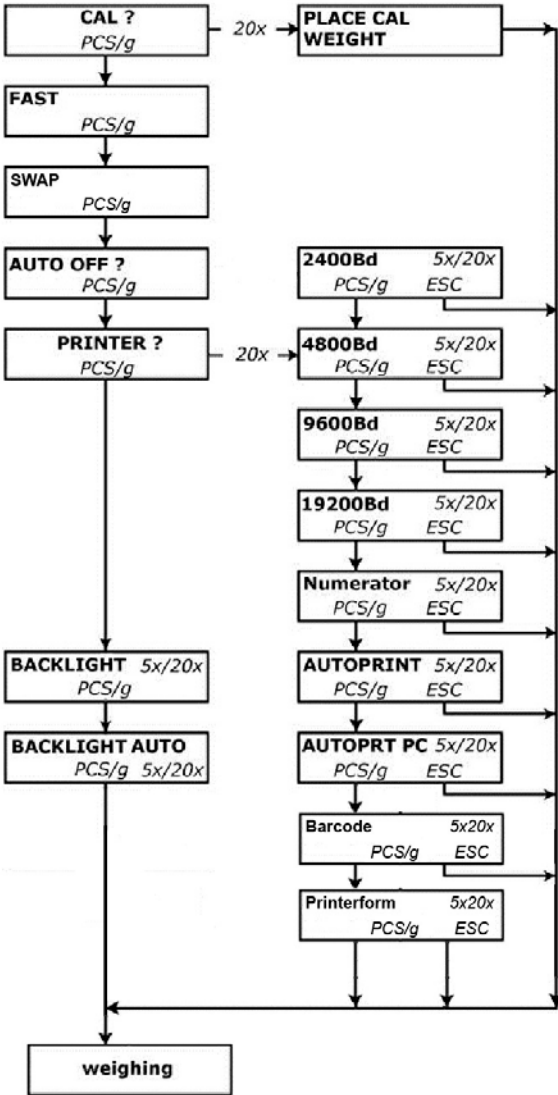 CAL ?
PCS/g
20x
PLACE CAL
WEIGHT
FAST
PCS/g
SWAP
PCS/g
AUTO OFF ?
PCS/g
PRINTER ?
PCS/g
20x
2400Bd 5x/20x
PCS/g ESC
4800Bd 5x/20x
PCS/g ESC
9600Bd 5x/20x
PCS/g ESC
19200Bd 5x/20x
PCS/g ESC
Numerator 5x/20x
PCS/g ESC
AUTOPRINT 5x/20x
PCS/g ESC
AUTOPRT PC 5x/20x
PCS/g ESC
Barcode 5x20x
PCS/g ESC
Printerform 5x20x
PCS/g ESC
BACKLIGHT 5x/20x
PCS/g
BACKLIGHT AUTO
PCS/g 5x/20x
weighing